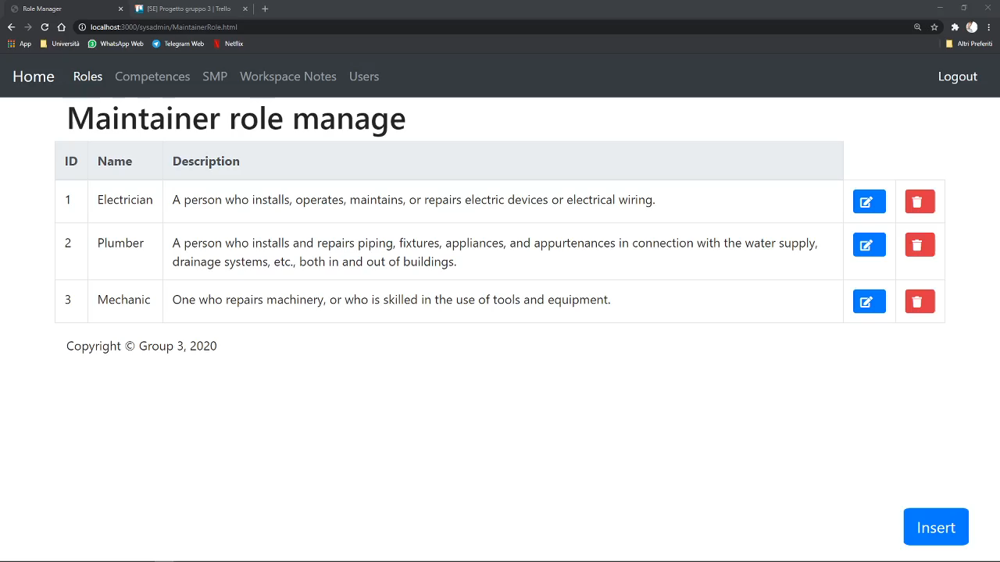 Role Manager
[SE] Progetto gruppo 3 | Trello
localhost:3000/sysadmin/MaintainerRole.html
App Università WhatsApp Web Telegram Web Netflix Altri Preferiti
Home Roles Competences SMP Workspace Notes Users Logout
Maintainer role manage
ID Name Description
1 Electrician A person who installs, operates, maintains, or repairs electric devices or electrical wiring.
2 Plumber A person who installs and repairs piping, fixtures, appliances, and appurtenances in connection with the water supply,
drainage systems, etc., both in and out of buildings.
3 Mechanic One who repairs machinery, or who is skilled in the use of tools and equipment.
Copyright © Group 3, 2020
Insert